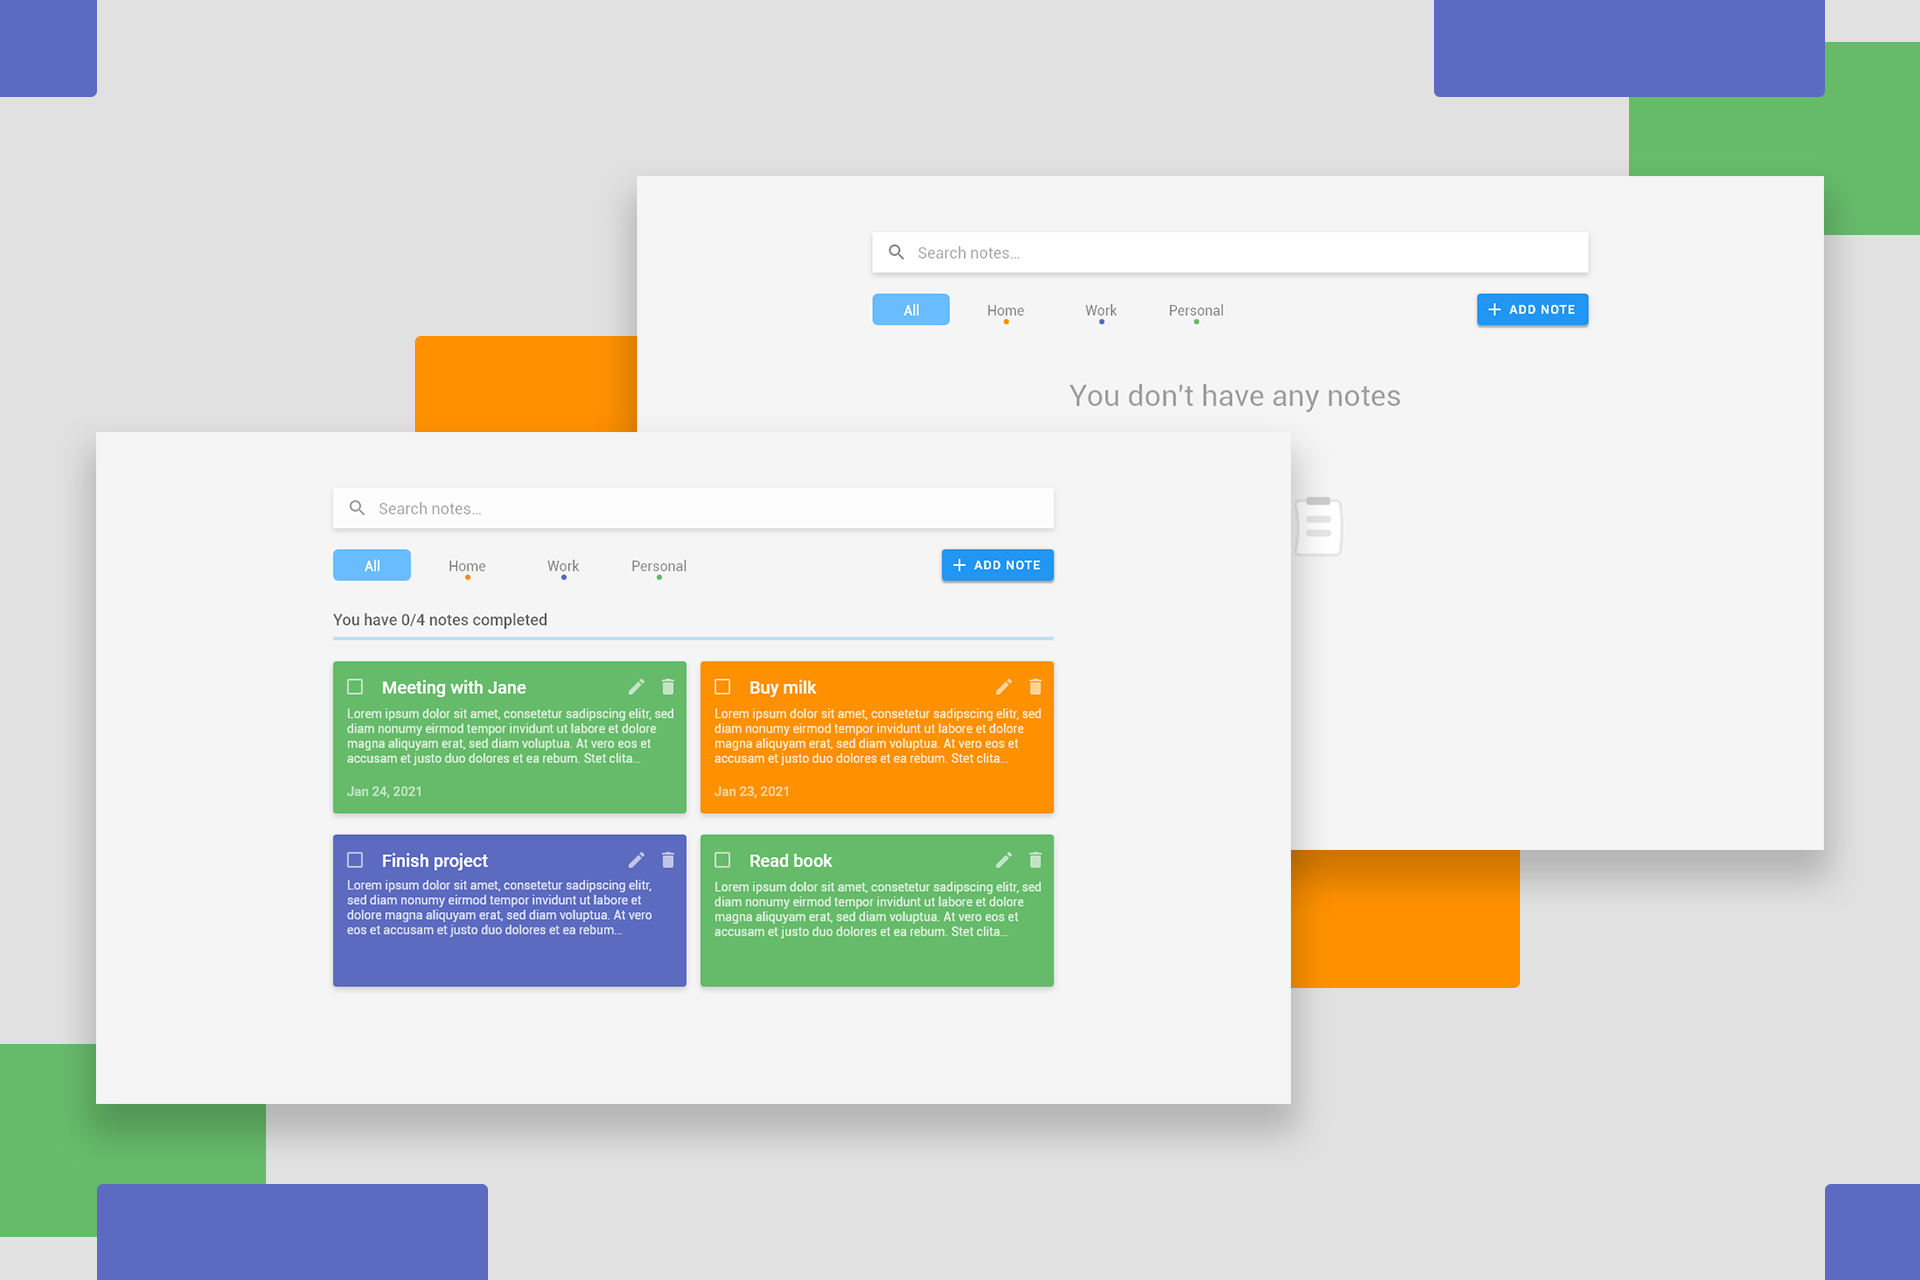 Search notes...
All Home Work Personal + ADD NOTE
You don't have any notes
Search notes...
All Home Work Personal + ADD NOTE
You have 0/4 notes completed
Meeting with Jane
Lorem ipsum dolor sit amet, consetetur sadipscing elitr, sed
diam nonumy eirmod tempor invidunt ut labore et dolore
magna aliquyam erat, sed diam voluptua. At vero eos et
accusam et justo duo dolores et ea rebum. Stet clita...
Jan 24, 2021
Buy milk
Lorem ipsum dolor sit amet, consetetur sadipscing elitr, sed
diam nonumy eirmod tempor invidunt ut labore et dolore
magna aliquyam erat, sed diam voluptua. At vero eos et
accusam et justo duo dolores et ea rebum. Stet clita...
Jan 23, 2021
Finish project
Lorem ipsum dolor sit amet, consetetur sadipscing elitr,
sed diam nonumy eirmod tempor invidunt ut labore et
dolore magna aliquyam erat, sed diam voluptua. At vero
eos et accusam et justo duo dolores et ea rebum...
Read book
Lorem ipsum dolor sit amet, consetetur sadipscing elitr, sed
diam nonumy eirmod tempor invidunt ut labore et dolore
magna aliquyam erat, sed diam voluptua. At vero eos et
accusam et justo duo dolores et ea rebum. Stet clita...